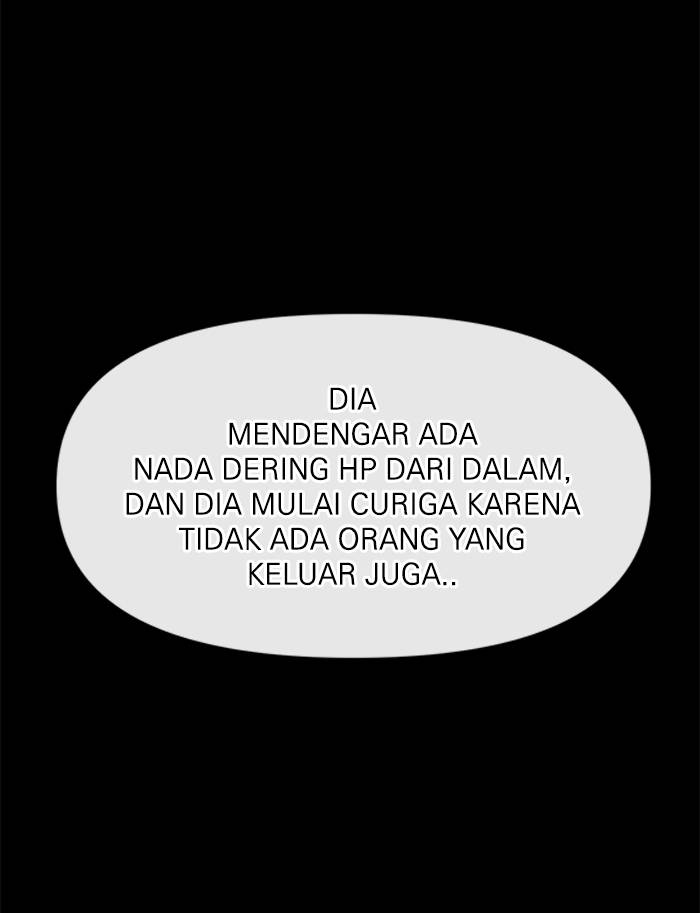 DIA
MENDENGAR ADA
NADA DERING HP DARI DALAM,
DAN DIA MULAI CURIGA KARENA
TIDAK ADA ORANG YANG
KELUAR JUGA..